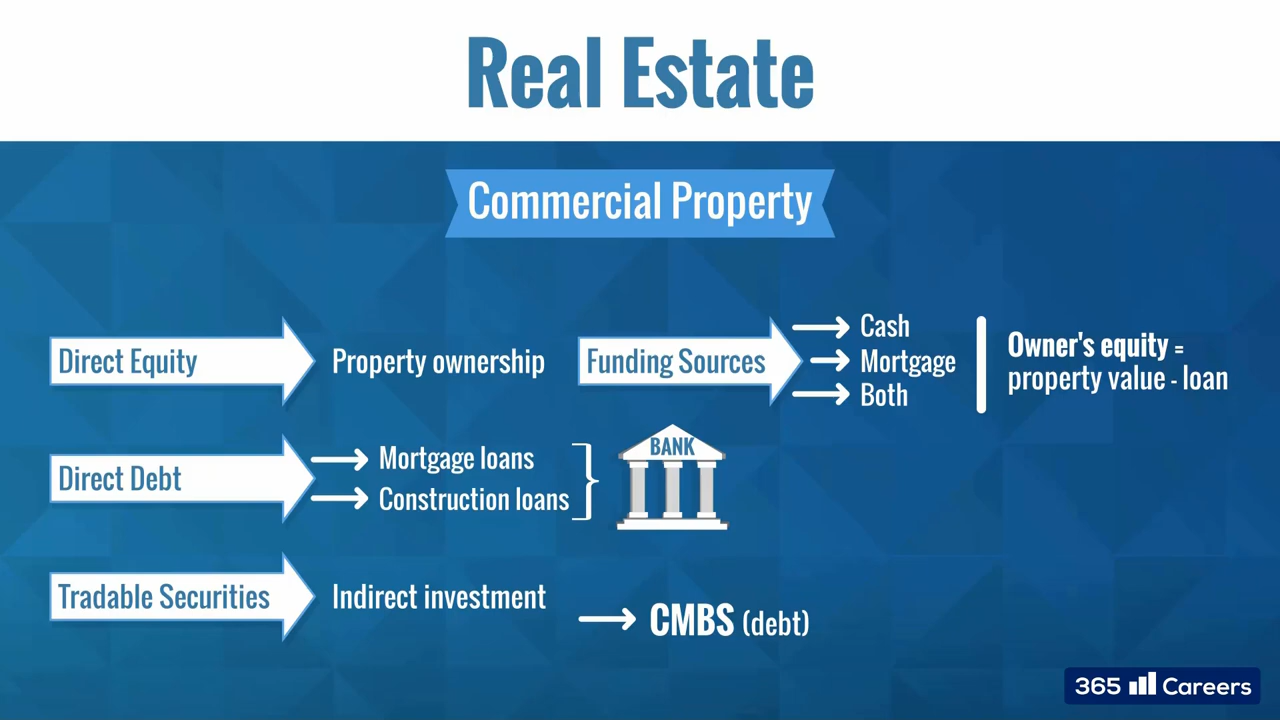 Real Estate
Commercial Property
Direct Equity
Property ownership
Funding Sources
Cash
Mortgage
Both
Owner's equity =
property value - loan
Direct Debt
Mortgage loans
Construction loans
BANK
Tradable Securities
Indirect investment
CMBS (debt)
365 Careers